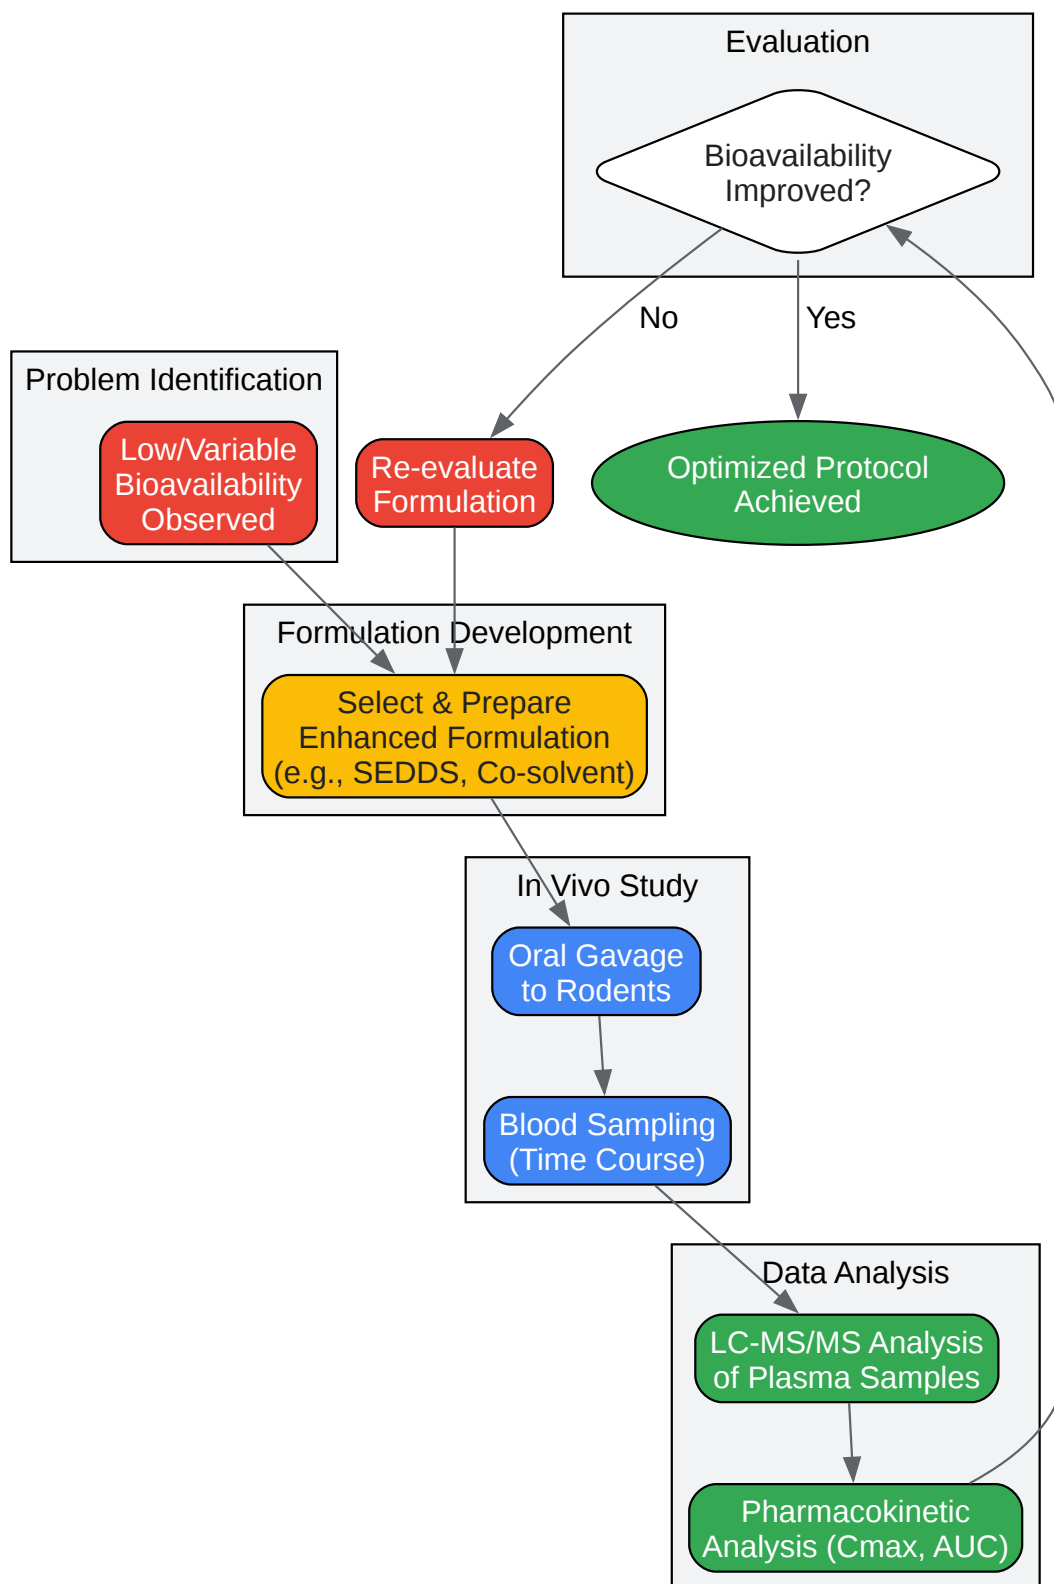 Evaluation
Bioavailability
Improved?
No
Yes
Problem Identification
Low/Variable
Bioavailability
Observed
Re-evaluate
Formulation
Optimized Protocol
Achieved
Formulation Development
Select & Prepare
Enhanced Formulation
(e.g., SEDDS, Co-solvent)
In Vivo Study
Oral Gavage
to Rodents
Blood Sampling
(Time Course)
Data Analysis
LC-MS/MS Analysis
of Plasma Samples
Pharmacokinetic
Analysis (Cmax, AUC)